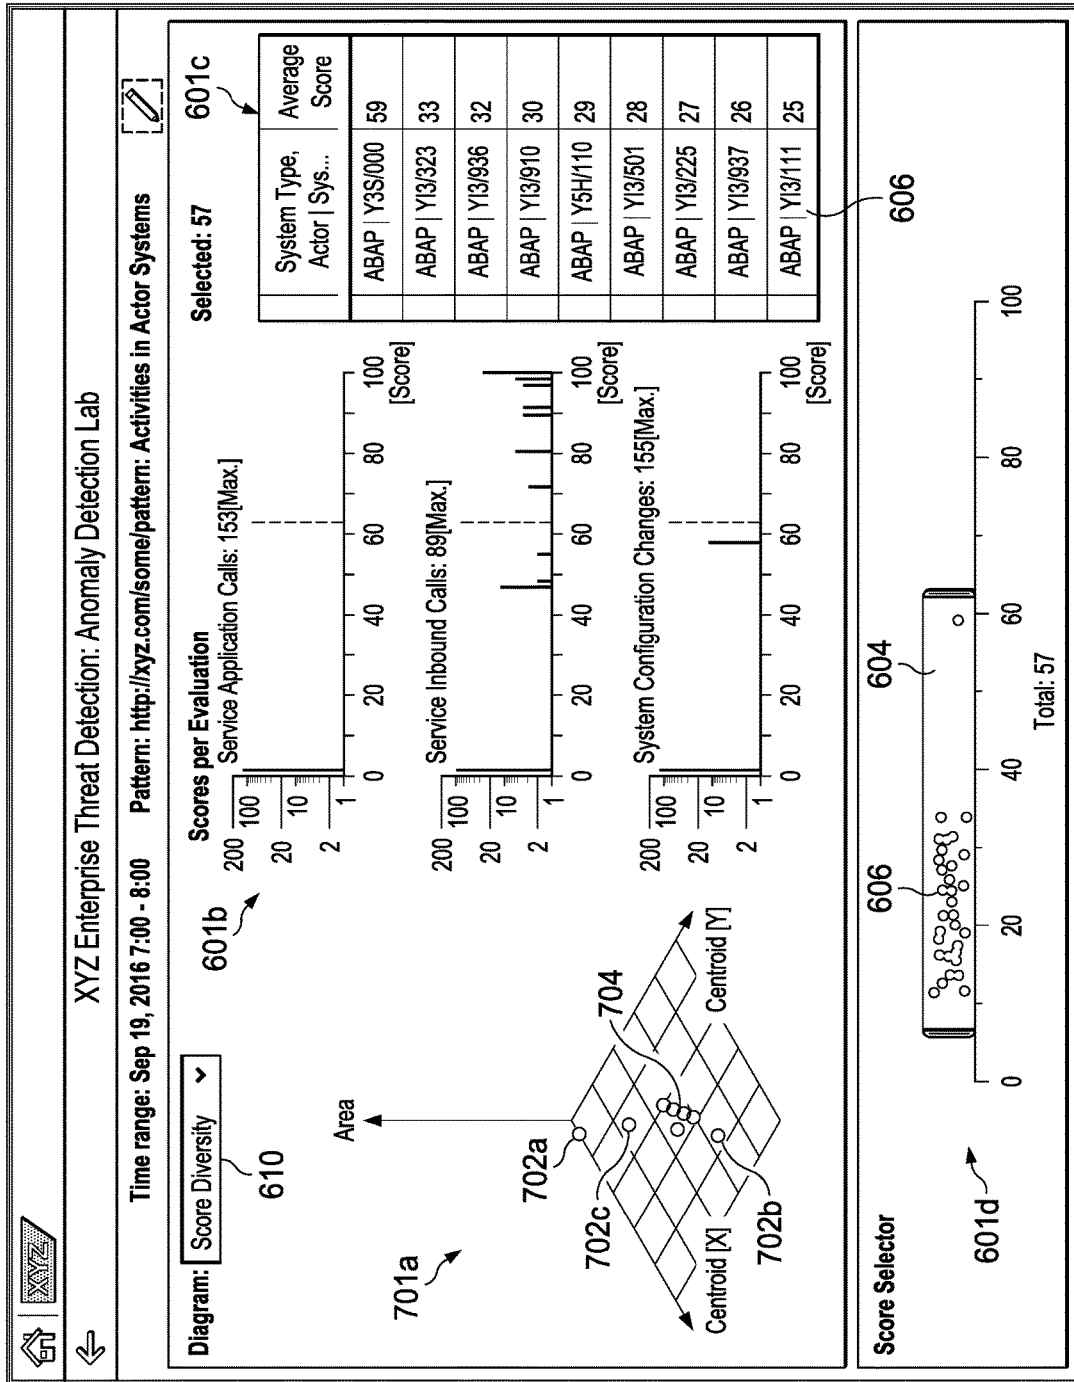 XYZ
XYZ Enterprise Threat Detection: Anomaly Detection Lab
Time range: Sep 19, 2016 7:00 - 8:00 Pattern: http://xyz.com/some/pattern: Activities in Actor Systems
Diagram: Score Diversity
610
701a
Area
702a
702c
704
702b
Centroid [X]
Centroid [Y]
601b
Scores per Evaluation
Service Application Calls: 153[Max.]
200
100
20
10
2
1
0 20 40 60 80 100
[Score]
Service Inbound Calls: 89[Max.]
200
100
20
10
2
1
0 20 40 60 80 100
[Score]
System Configuration Changes: 155[Max.]
200
100
20
10
2
1
0 20 40 60 80 100
[Score]
Selected: 57
601c
System Type, Average
Actor | Sys... Score
ABAP | Y3S/000 59
ABAP | YI3/323 33
ABAP | YI3/936 32
ABAP | YI3/910 30
ABAP | Y5H/110 29
ABAP | YI3/501 28
ABAP | YI3/225 27
ABAP | YI3/937 26
ABAP | YI3/111 25
606
Score Selector
601d
606
604
0 20 40 60 80 100
Total: 57